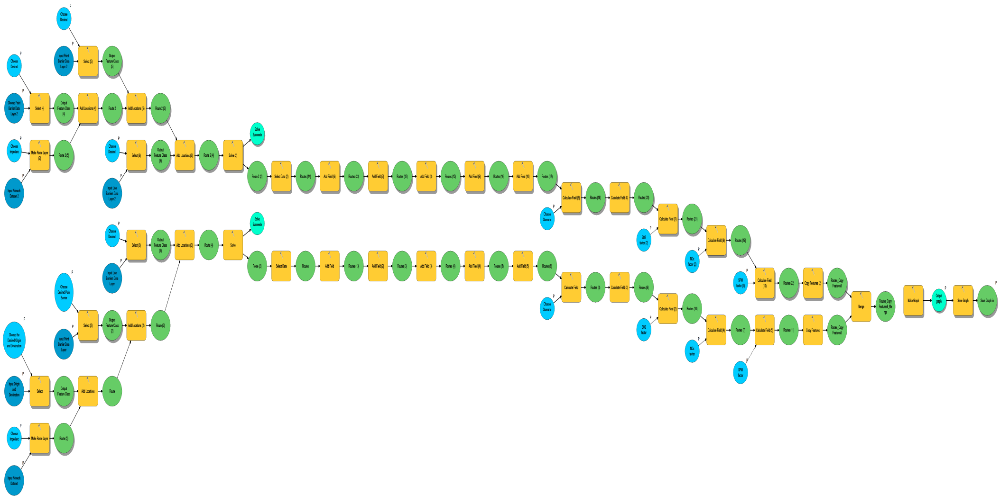 P
Choose
Desired
P
Input Point
Barrier Data
Layer 2
Select (5)
Output
Feature Class
(5)
P
Choose
Desired
P
Choose Point
Barrier Data
Layer 2
Select (4)
Output
Feature Class
(4)
Add Locations (4)
Route 2
Add Locations (5)
Route 2 (3)
P
Choose
Impedanc
Make Route Layer
(2)
Route 2 (5)
P
Input Network
Dataset 2
P
Choose
Desired
Select (6)
Output
Feature Class
(6)
Add Locations (6)
Route 2 (4)
Solve (2)
P
Input Line
Barriers Data
Layer 2
Solve
Succeede
Route 2 (2)
Select Data (2)
Routes (14)
Add Field (6)
Routes (23)
Add Field (7)
Routes (12)
Add Field (8)
Routes (15)
Add Field (9)
Routes (16)
Add Field (10)
Routes (17)
Calculate Field (6)
P
Choose
Scenario
Routes (18)
Calculate Field (8)
Routes (20)
Calculate Field (7)
P
SO2
factor (2)
Routes (21)
Calculate Field (9)
P
NOx
factor (2)
Routes (19)
P
SPM
factor (2)
Calculate Field
(10)
Routes (22)
Copy Features (2)
Routes_Copy
Features9
P
Choose
Desired
Select (3)
Output
Feature Class
(3)
Add Locations (3)
Route (4)
Solve
P
Input Line
Barriers Data
Layer
Solve
Succeede
Route (2)
Select Data
Routes
Add Field
Routes (13)
Add Field (2)
Routes (3)
Add Field (3)
Routes (4)
Add Field (4)
Routes (5)
Add Field (5)
Routes (6)
Calculate Field
P
Choose
Scenario
Routes (8)
Calculate Field (3)
Routes (9)
Calculate Field (2)
P
SO2
factor
Routes (10)
Calculate Field (4)
P
NOx
factor
Routes (7)
Calculate Field (5)
P
SPM
factor
Routes (11)
Copy Features
Routes_Copy
Features6
Merge
Routes_Copy
Features9_Me
rge
Make Graph
P
Output
graph
Save Graph
P
Save Graph in
P
Choose
Desired Point
Barrier
P
Input Point
Barrier Data
Layer
Select (2)
Output
Feature Class
(2)
Add Locations (2)
Route (3)
P
Choose the
Desired Origin
and Destination
P
Input Origin
and
Destination
Select
Output
Feature Class
Add Locations
Route
P
Choose
Impedanc
Make Route Layer
Route (5)
P
Input Network
Dataset